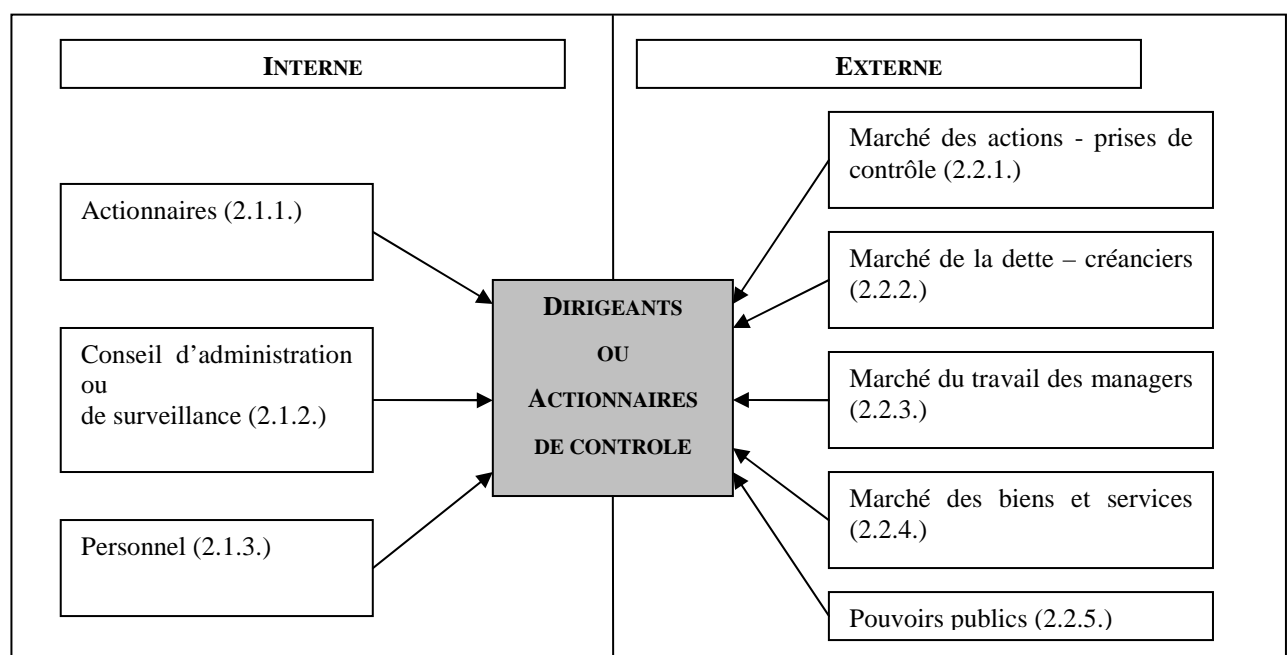 INTERNE
Actionnaires (2.1.1.)
Conseil d’administration
ou
de surveillance (2.1.2.)
Personnel (2.1.3.)
DIRIGEANTS
OU
ACTIONNAIRES
DE CONTROLE
EXTERNE
Marché des actions - prises de
contrôle (2.2.1.)
Marché de la dette – créanciers
(2.2.2.)
Marché du travail des managers
(2.2.3.)
Marché des biens et services
(2.2.4.)
Pouvoirs publics (2.2.5.)